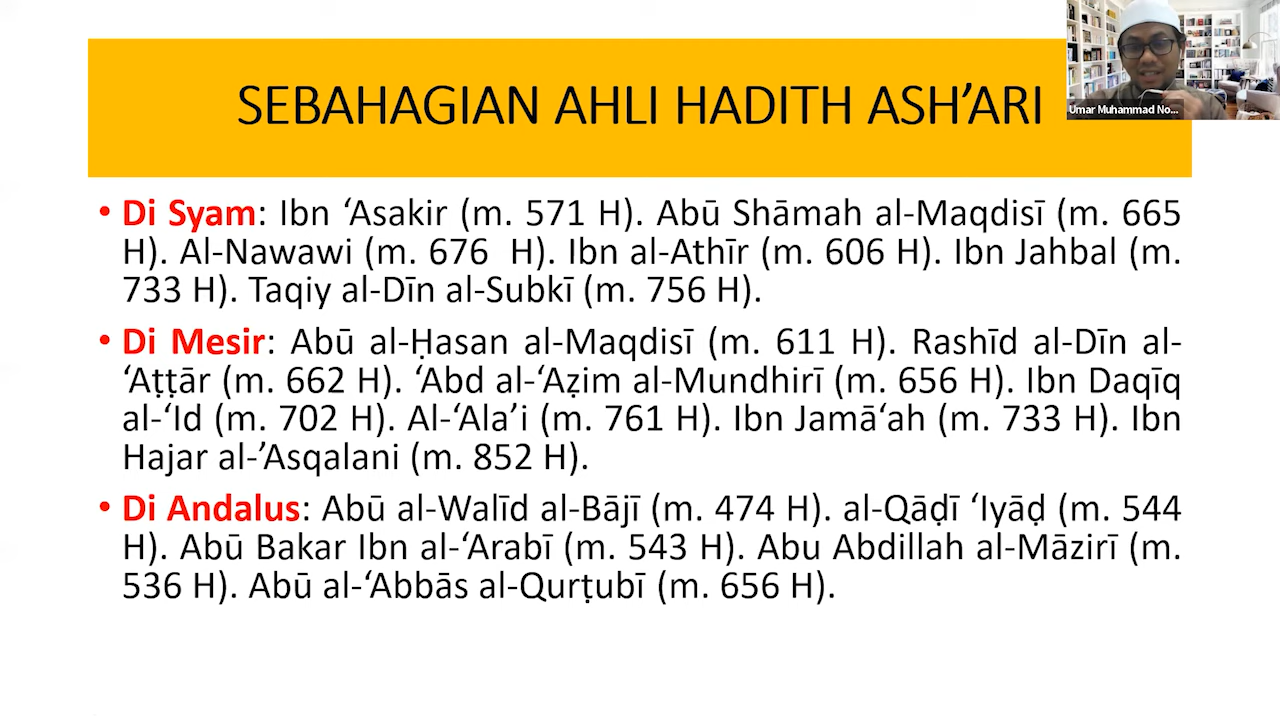 SEBAHAGIAN AHLI HADITH ASH’ARI
Umar Muhammad No...
• Di Syam: Ibn ‘Asakir (m. 571 H). Abū Shāmah al-Maqdisī (m. 665
H). Al-Nawawi (m. 676 H). Ibn al-Athīr (m. 606 H). Ibn Jahbal (m.
733 H). Taqiy al-Dīn al-Subkī (m. 756 H).
• Di Mesir: Abū al-Ḥasan al-Maqdisī (m. 611 H). Rashīd al-Dīn al-
‘Aṭṭār (m. 662 H). ‘Abd al-‘Aẓim al-Mundhirī (m. 656 H). Ibn Daqīq
al-‘Id (m. 702 H). Al-‘Ala’i (m. 761 H). Ibn Jamā‘ah (m. 733 H). Ibn
Hajar al-’Asqalani (m. 852 H).
• Di Andalus: Abū al-Walīd al-Bājī (m. 474 H). al-Qāḍī ‘Iyāḍ (m. 544
H). Abū Bakar Ibn al-‘Arabī (m. 543 H). Abu Abdillah al-Māzirī (m.
536 H). Abū al-‘Abbās al-Qurṭubī (m. 656 H).